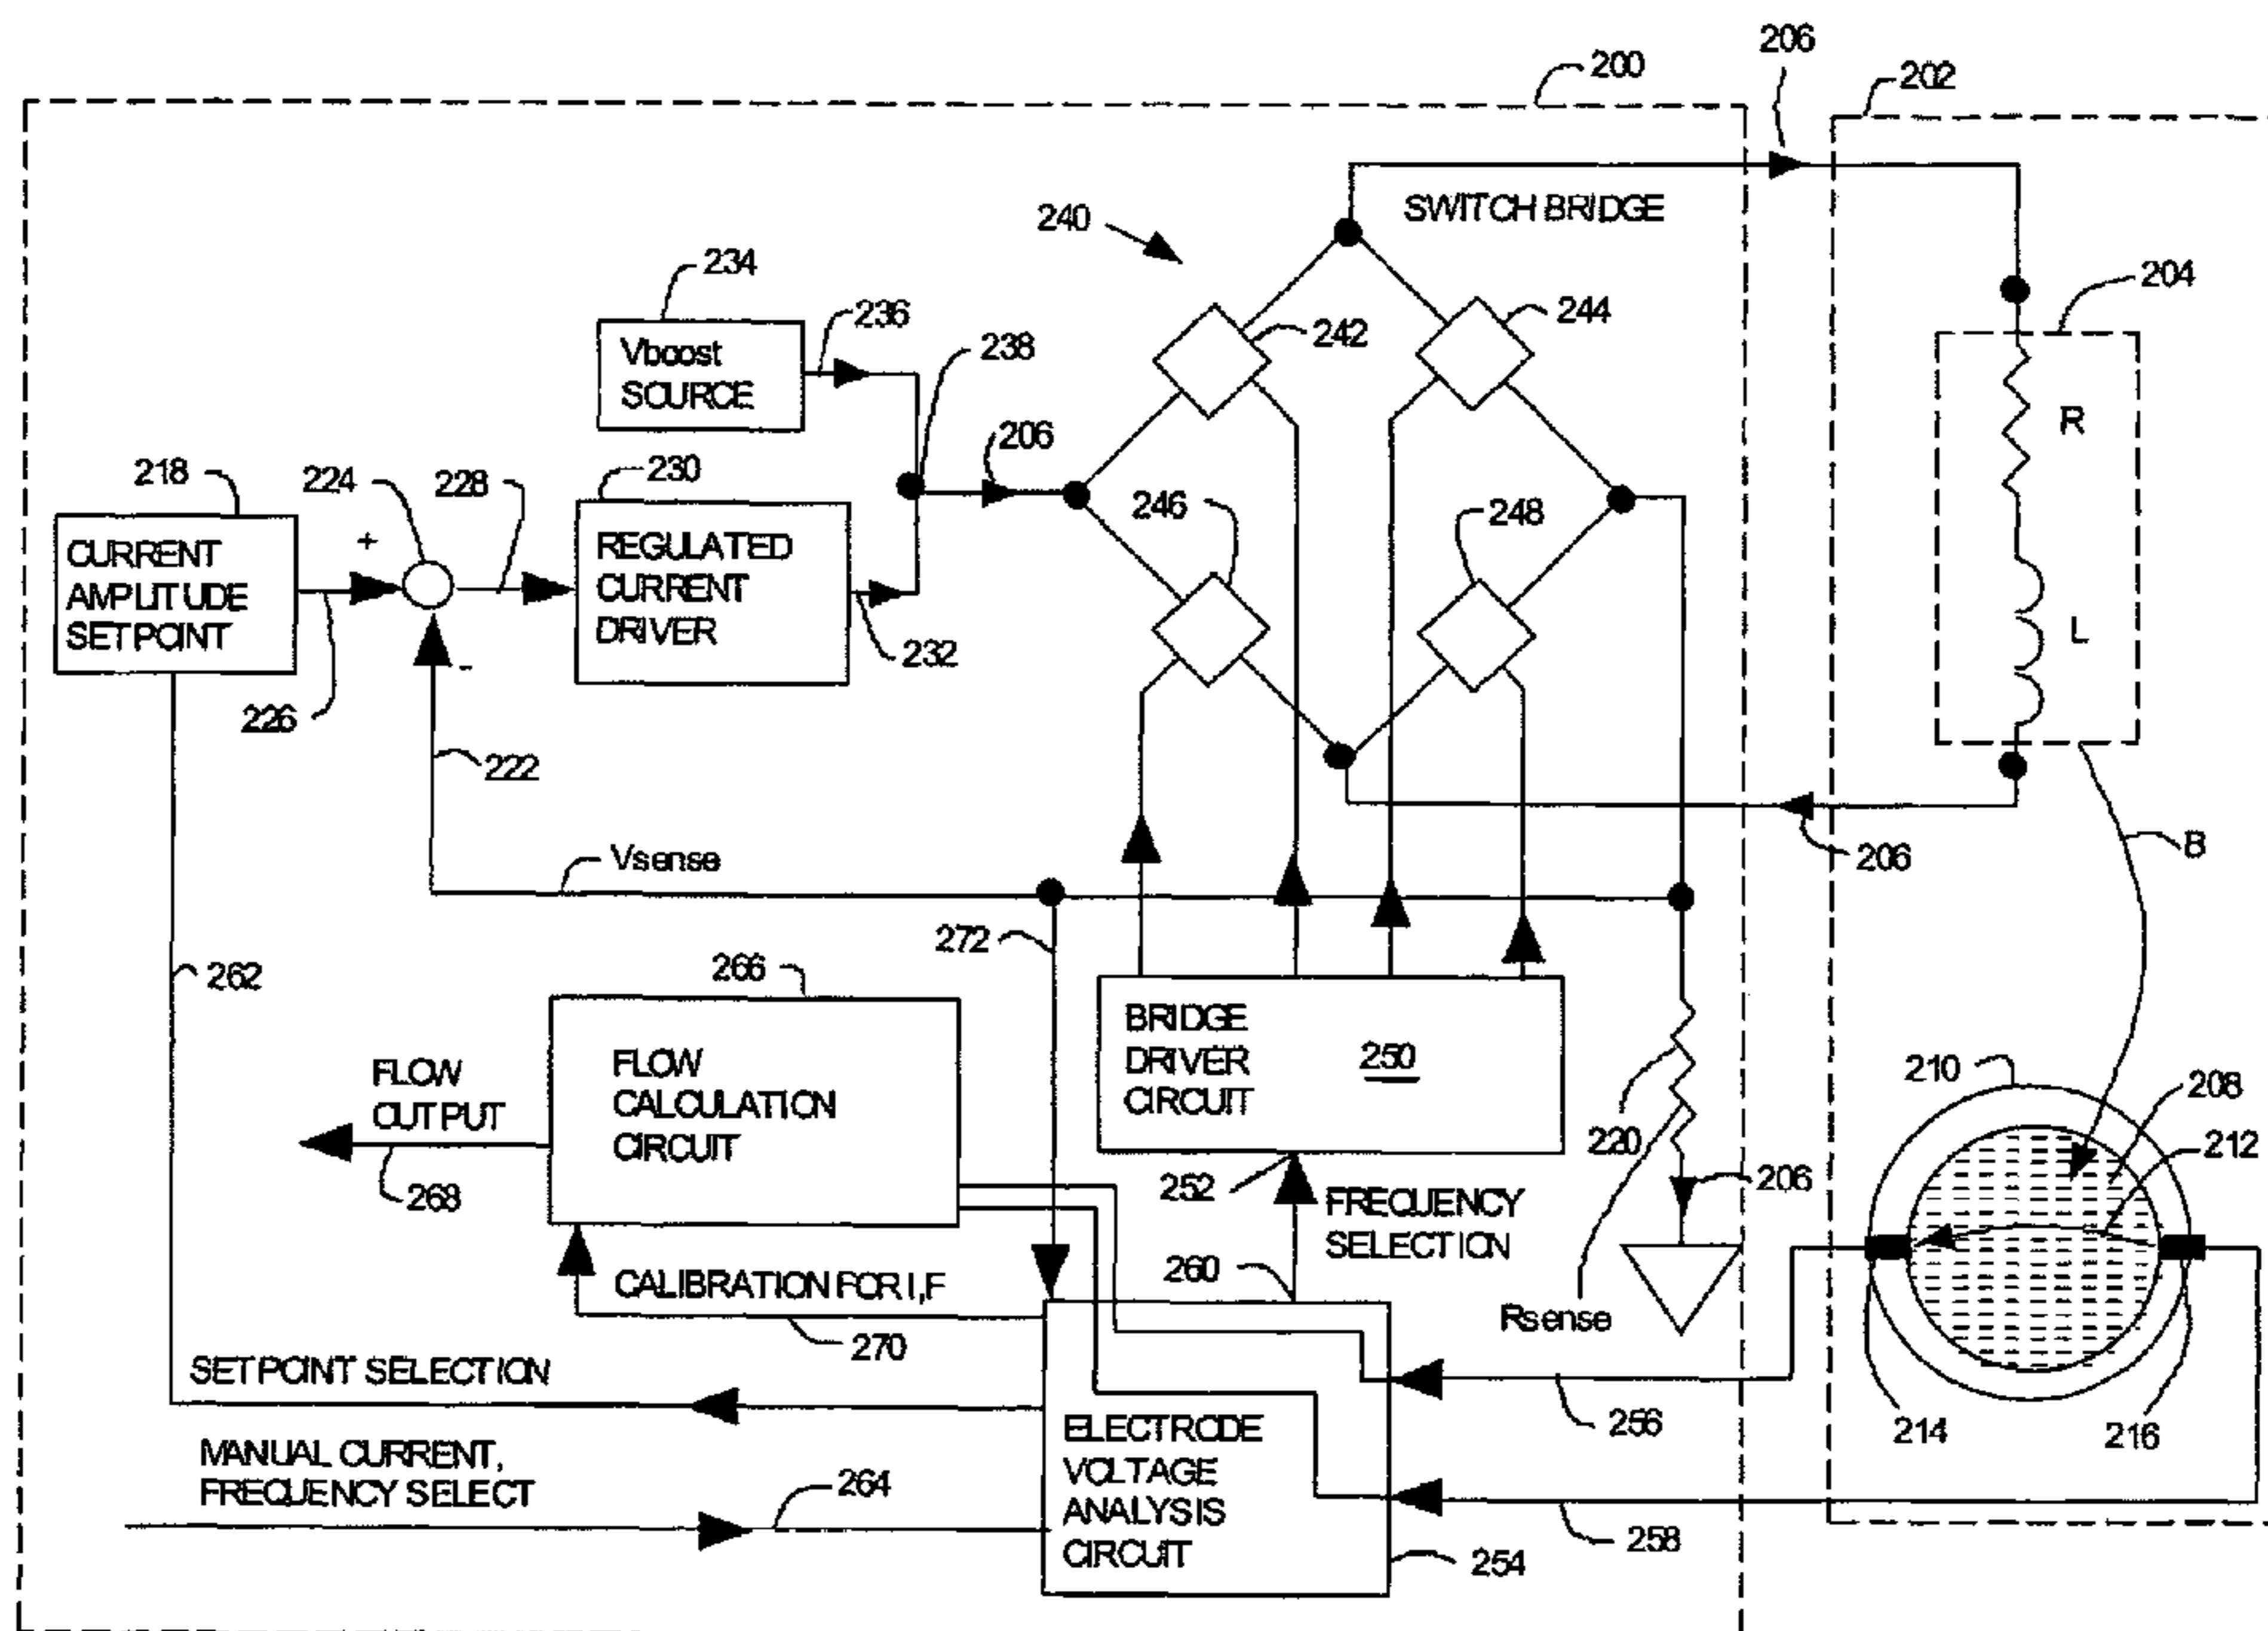 206
200
202
240
SWITCH BRIDGE
234
204
236
Vboost
SOURCE
238
242
244
R
206
218
224
228
230
246
248
+
CURRENT
AMPLITUDE
SETPOINT
REGULATED
CURRENT
DRIVER
232
L
-
226
222
B
Vsense
206
272
262
266
FLOW
CALCULATION
CIRCUIT
BRIDGE
DRIVER
CIRCUIT
250
210
208
FLOW
OUTPUT
220
212
268
252
FREQUENCY
SELECTION
206
260
CALIBRATION FOR I,F
Rsense
270
SETPOINT SELECTION
256
214
216
ELECTRODE
VOLTAGE
ANALYSIS
CIRCUIT
MANUAL CURRENT,
FREQUENCY SELECT
264
258
254